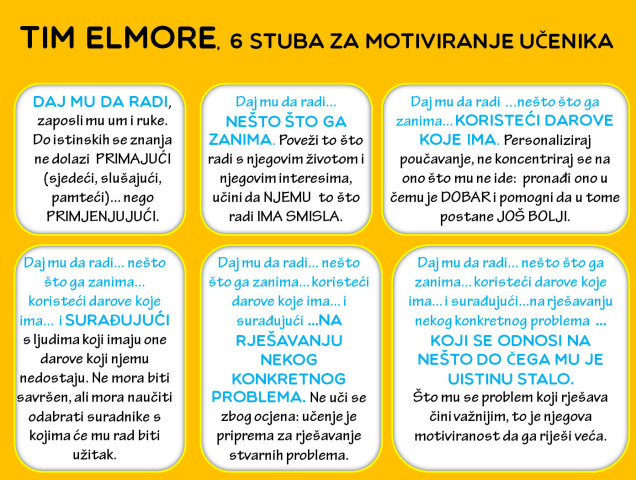 TIM ELMORE, 6 STUBA ZA MOTIVIRANJE UČENIKA
DAJ MU DA RADI,
zaposli mu um i ruke.
Do istinskih se znanja
ne dolazi PRIMAJUĆI
(sjedeći, slušajući,
pamteći)... nego
PRIMJENJUJUĆI.
Daj mu da radi...
NEŠTO ŠTO GA
ZANIMA. Poveži to što
radi s njegovim životom i
njegovim interesima,
učini da NJEMU to što
radi IMA SMISLA.
Daj mu da radi ...nešto što ga
zanima... KORISTEĆI DAROVE
KOJE IMA. Personaliziraj
poučavanje, ne koncentriraj se na
ono što mu ne ide: pronađi ono u
čemu je DOBAR i pomogni da u tome
postane JOŠ BOLJI.
Daj mu da radi... nešto
što ga zanima...
koristeći darove koje
ima... i SURAĐUJUĆI
s ljudima koji imaju one
darove koji njemu
nedostaju. Ne mora biti
savršen, ali mora naučiti
odabrati suradnike s
kojima će mu rad biti
užitak.
Daj mu da radi... nešto
što ga zanima... koristeći
darove koje ima... i
surađujući ...NA
RJEŠAVANJU
NEKOG
KONKRETNOG
PROBLEMA. Ne uči se
zbog ocjena: učenje je
priprema za rješavanje
stvarnih problema.
Daj mu da radi... nešto što ga
zanima... koristeći darove koje
ima... i surađujući...na rješavanju
nekog konkretnog problema ...
KOJI SE ODNOSI NA
NEŠTO DO ČEGA MU JE
UISTINU STALO.
Što mu se problem koji rješava
čini važnijim, to je njegova
motiviranost da ga riješi veća.